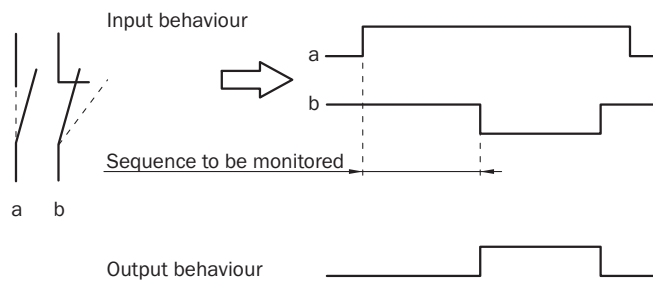 Input behaviour
a
b
Sequence to be monitored
a b
Output behaviour